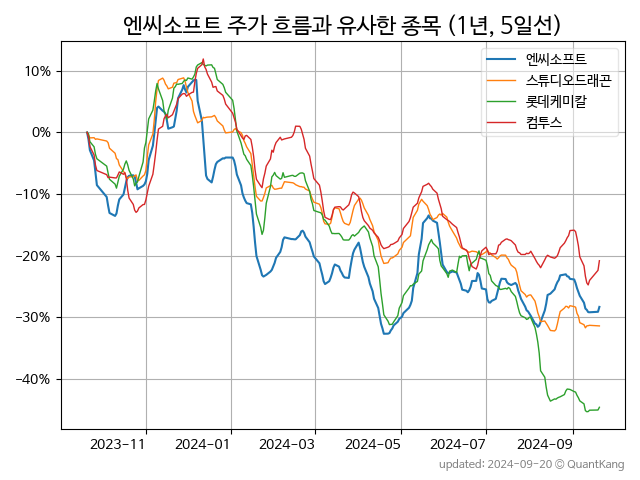 엔씨소프트 주가 흐름과 유사한 종목 (1년, 5일선)
엔씨소프트
스튜디오드래곤
롯데케미칼
컴투스
10%
0%
−10%
−20%
−30%
−40%
2023-11
2024-01
2024-03
2024-05
2024-07
2024-09
updated: 2024-09-20 © QuantKang